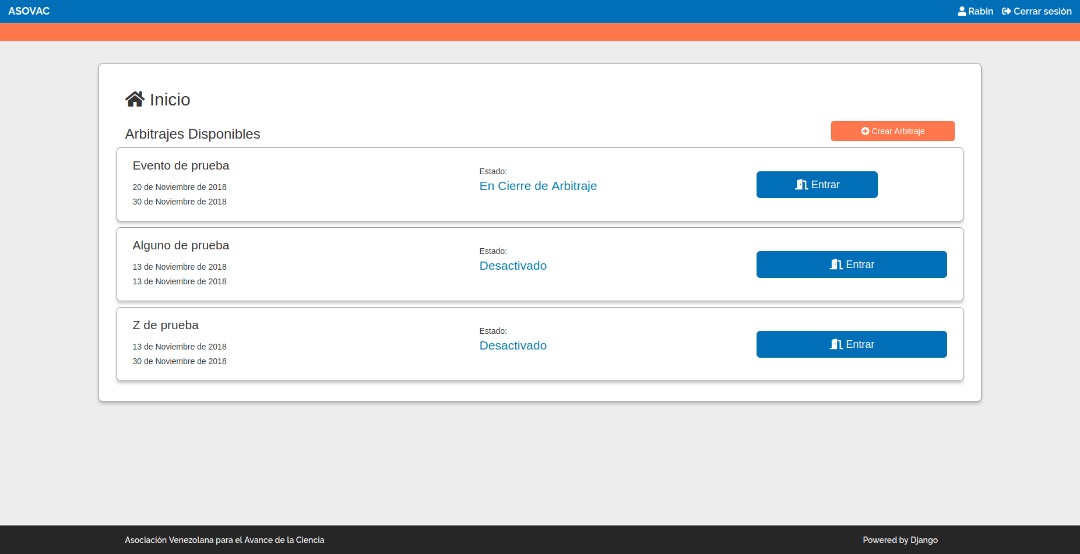 ASOVAC
Rabin
Cerrar sesión
Inicio
Arbitrajes Disponibles
Crear Arbitraje
Evento de prueba
20 de Noviembre de 2018
30 de Noviembre de 2018
Estado:
En Cierre de Arbitraje
Entrar
Alguno de prueba
13 de Noviembre de 2018
13 de Noviembre de 2018
Estado:
Desactivado
Entrar
Z de prueba
13 de Noviembre de 2018
30 de Noviembre de 2018
Estado:
Desactivado
Entrar
Asociación Venezolana para el Avance de la Ciencia
Powered by Django